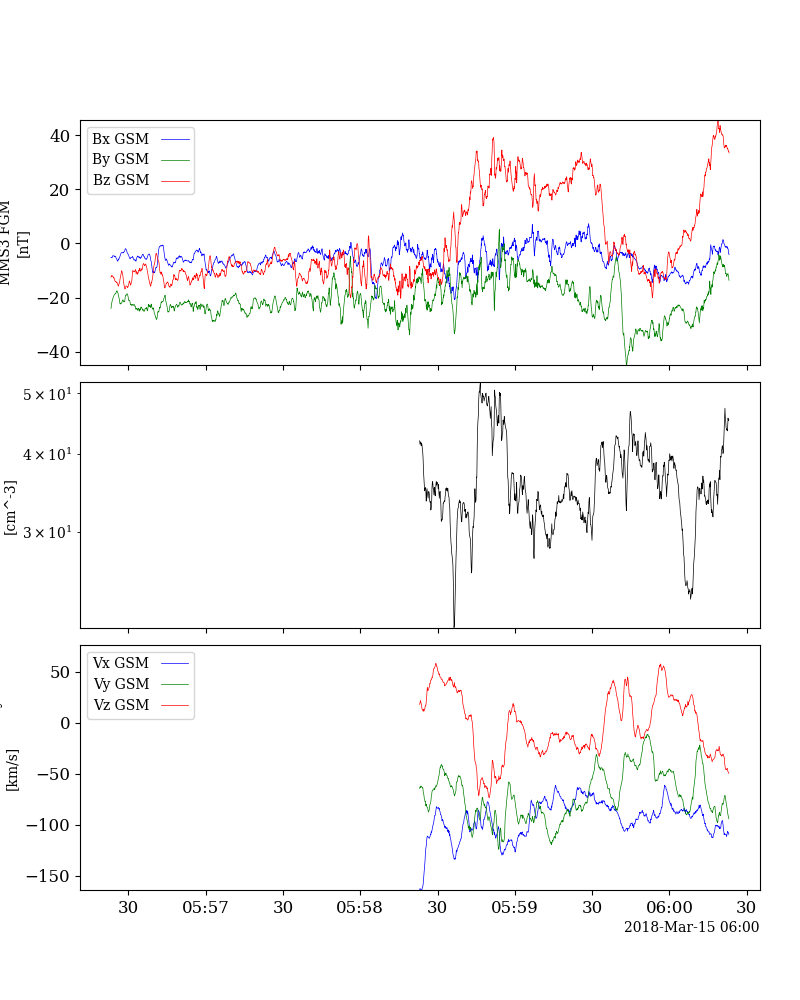 MMS3 FGM
[nT]
Bx GSM
By GSM
Bz GSM
40
20
0
−20
−40
[cm^-3]
5 × 10¹
4 × 10¹
3 × 10¹
[km/s]
Vx GSM
Vy GSM
Vz GSM
50
0
−50
−100
−150
30 05:57 30 05:58 30 05:59 30 06:00 30
2018-Mar-15 06:00